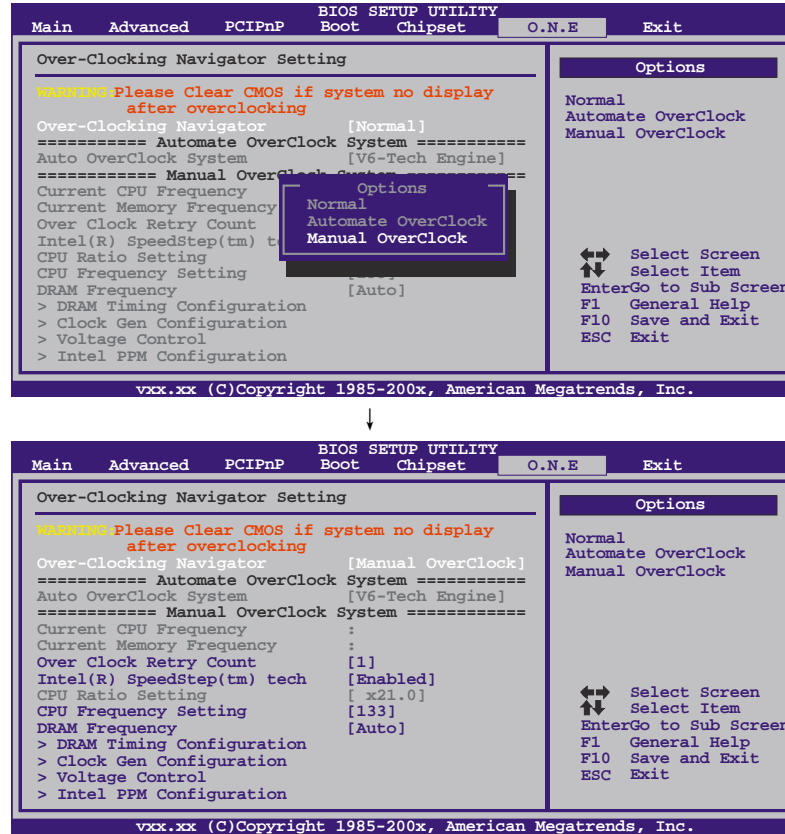 BIOS SETUP UTILITY
Main Advanced PCIPnP Boot Chipset O.N.E Exit
Over-Clocking Navigator Setting
Options
WARNING:Please Clear CMOS if system no display
after overclocking
Normal
Automate OverClock
Manual OverClock
Over-Clocking Navigator [Normal]
=========== Automate OverClock System ===========
Auto OverClock System [V6-Tech Engine]
============ Manual OverClock System ============
Current CPU Frequency
Current Memory Frequency
Over Clock Retry Count
Intel(R) SpeedStep(tm) t
CPU Ratio Setting
CPU Frequency Setting
DRAM Frequency [Auto]
> DRAM Timing Configuration
> Clock Gen Configuration
> Voltage Control
> Intel PPM Configuration
Options
Normal
Automate OverClock
Manual OverClock
Select Screen
Select Item
EnterGo to Sub Screen
F1 General Help
F10 Save and Exit
ESC Exit
vxx.xx (C)Copyright 1985-200x, American Megatrends, Inc.
BIOS SETUP UTILITY
Main Advanced PCIPnP Boot Chipset O.N.E Exit
Over-Clocking Navigator Setting
Options
WARNING:Please Clear CMOS if system no display
after overclocking
Normal
Automate OverClock
Manual OverClock
Over-Clocking Navigator [Manual OverClock]
=========== Automate OverClock System ===========
Auto OverClock System [V6-Tech Engine]
============ Manual OverClock System ============
Current CPU Frequency :
Current Memory Frequency :
Over Clock Retry Count [1]
Intel(R) SpeedStep(tm) tech [Enabled]
CPU Ratio Setting [ x21.0]
CPU Frequency Setting [133]
DRAM Frequency [Auto]
> DRAM Timing Configuration
> Clock Gen Configuration
> Voltage Control
> Intel PPM Configuration
Select Screen
Select Item
EnterGo to Sub Screen
F1 General Help
F10 Save and Exit
ESC Exit
vxx.xx (C)Copyright 1985-200x, American Megatrends, Inc.